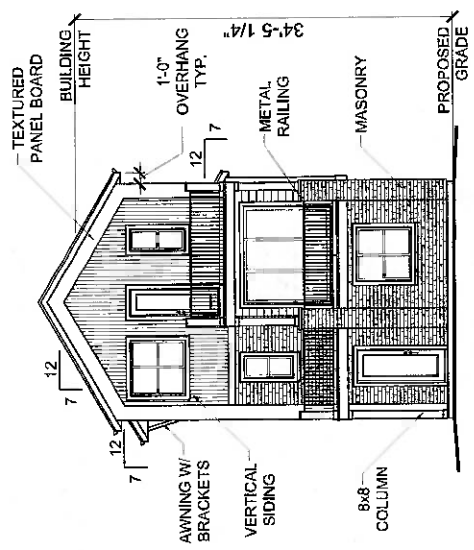 TEXTURED
PANEL BOARD
BUILDING
HEIGHT
1'-0"
OVERHANG
TYP.
12
7
METAL
RAILING
MASONRY
PROPOSED
GRADE
34'-5 1/4"
12
7
12
7
AWNING W/
BRACKETS
VERTICAL
SIDING
8x8
COLUMN